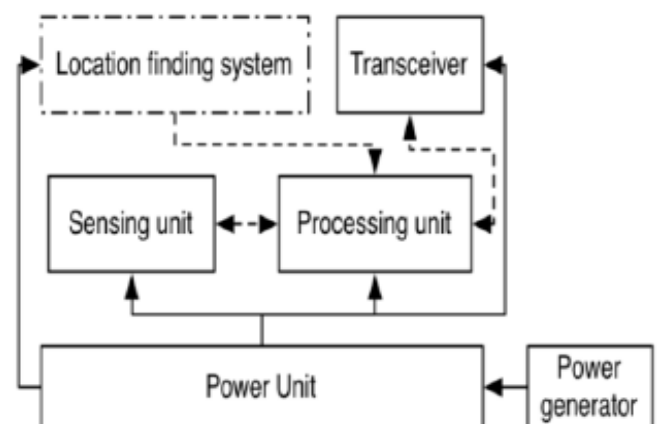 Location finding system
Transceiver
Sensing unit
Processing unit
Power Unit
Power
generator